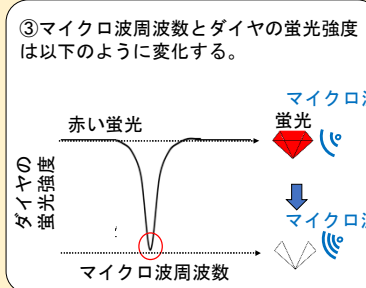 ③マイクロ波周波数とダイヤの蛍光強度
は以下のように変化する。
マイクロ波
赤い蛍光
蛍光
ダイヤの
蛍光強度
マイクロ波
マイクロ波周波数